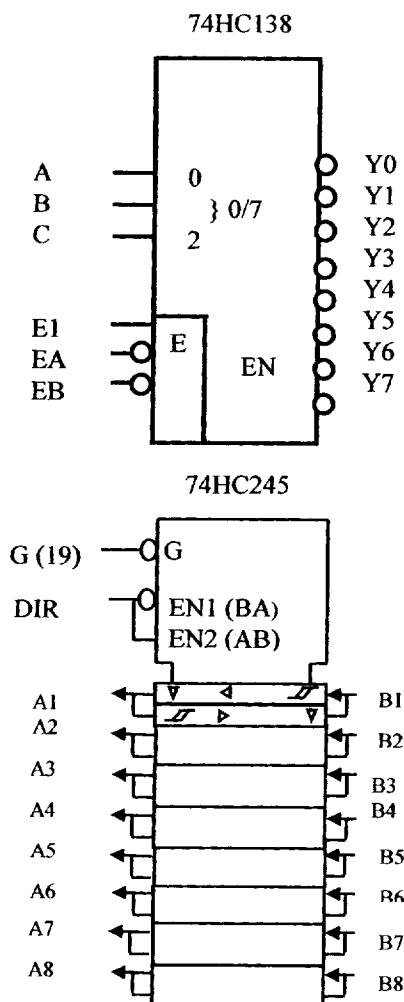 74HC138
A 0 Y0
B } 0/7 Y1
C 2 Y2
Y3
Y4
E1 E Y5
EA EN Y6
EB Y7
74HC245
G (19) G
DIR EN1 (BA)
EN2 (AB)
A1 B1
A2 B2
A3 B3
A4 B4
A5 B5
A6 B6
A7 B7
A8 B8